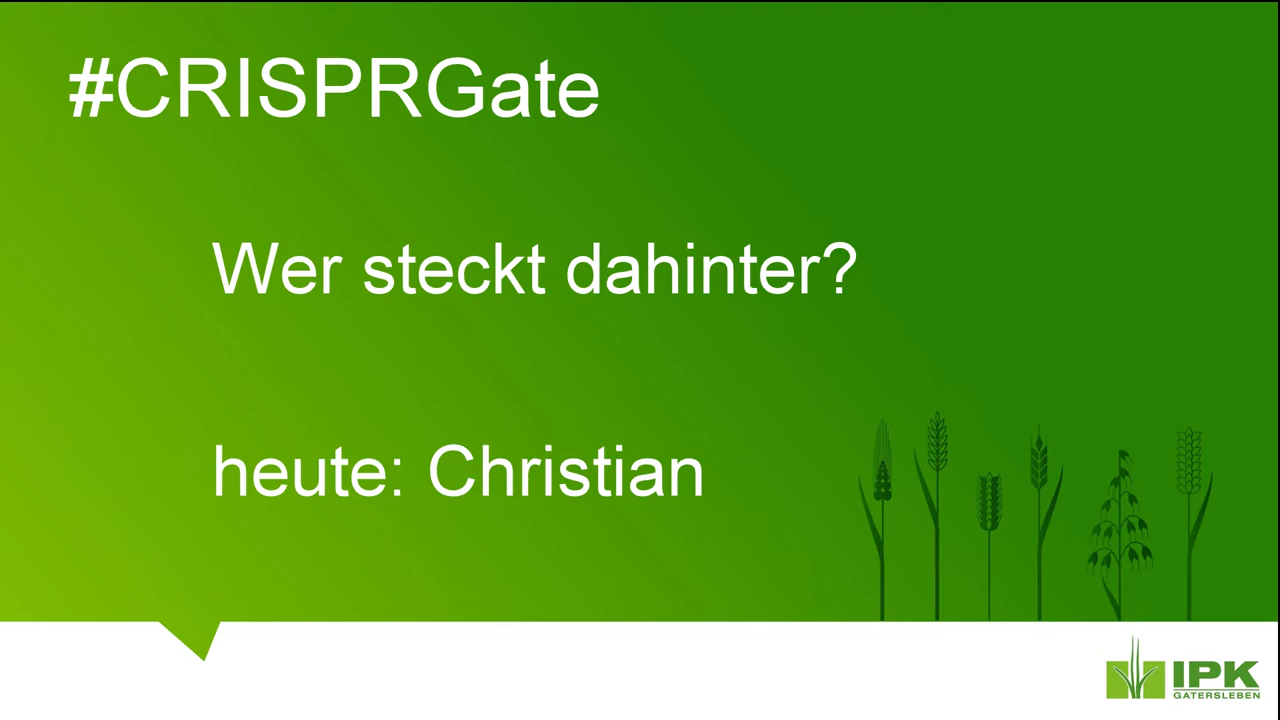 #CRISPRGate
Wer steckt dahinter?
heute: Christian
IPK
GATERSLEBEN